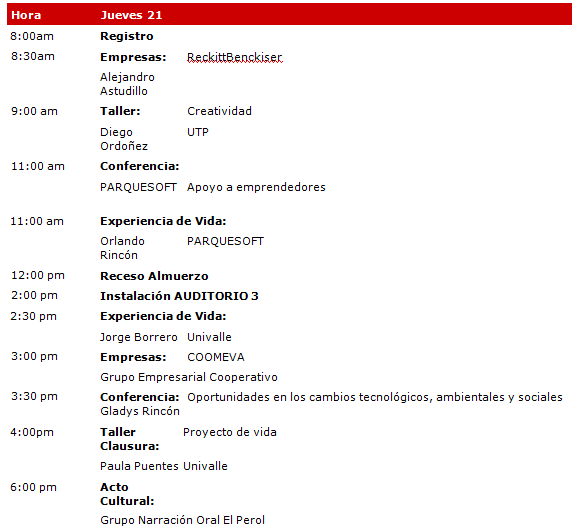 Hora Jueves 21
8:00am Registro
8:30am Empresas: ReckittBenckiser
Alejandro
Astudillo
9:00 am Taller: Creatividad
Diego UTP
Ordoñez
11:00 am Conferencia:
PARQUESOFT Apoyo a emprendedores
11:00 am Experiencia de Vida:
Orlando PARQUESOFT
Rincón
12:00 pm Receso Almuerzo
2:00 pm Instalación AUDITORIO 3
2:30 pm Experiencia de Vida:
Jorge Borrero Univalle
3:00 pm Empresas: COOMEVA
Grupo Empresarial Cooperativo
3:30 pm Conferencia: Oportunidades en los cambios tecnológicos, ambientales y sociales
Gladys Rincón
4:00pm Taller Proyecto de vida
Clausura:
Paula Puentes Univalle
6:00 pm Acto
Cultural:
Grupo Narración Oral El Perol